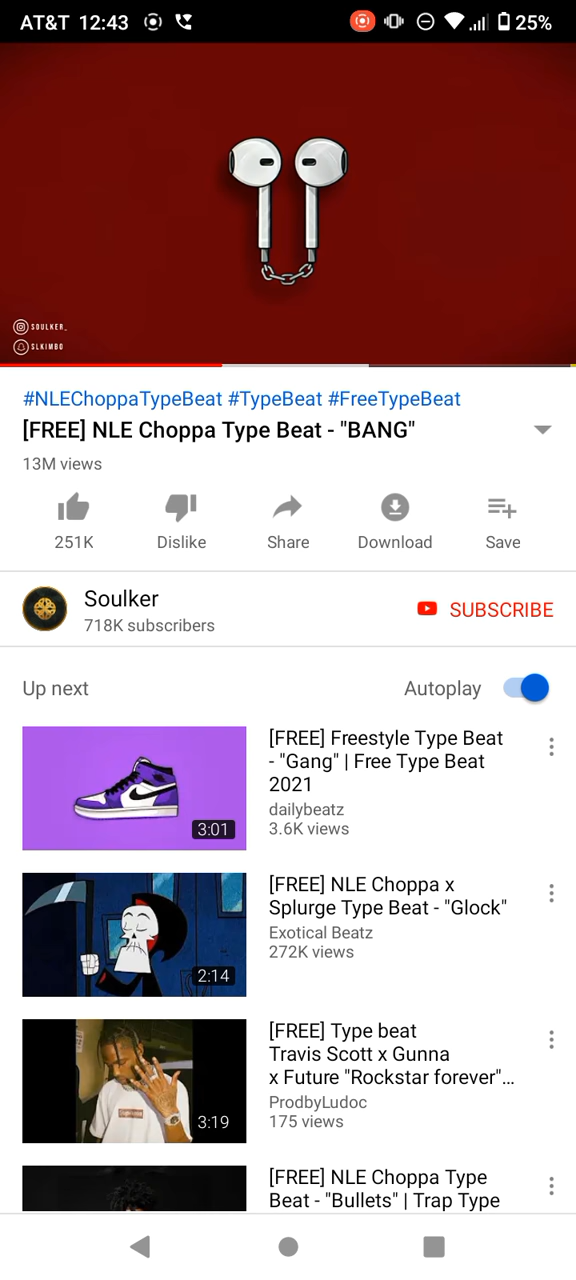 AT&T 12:43 25%
SOULKER_
SLKIMBO
#NLEChoppaTypeBeat #TypeBeat #FreeTypeBeat
[FREE] NLE Choppa Type Beat - "BANG"
13M views
251K Dislike Share Download Save
Soulker
718K subscribers
SUBSCRIBE
Up next Autoplay
3:01
[FREE] Freestyle Type Beat
- "Gang" | Free Type Beat
2021
dailybeatz
3.6K views
2:14
[FREE] NLE Choppa x
Splurge Type Beat - "Glock"
Exotical Beatz
272K views
3:19
[FREE] Type beat
Travis Scott x Gunna
x Future "Rockstar forever"...
ProdbyLudoc
175 views
[FREE] NLE Choppa Type
Beat - "Bullets" | Trap Type